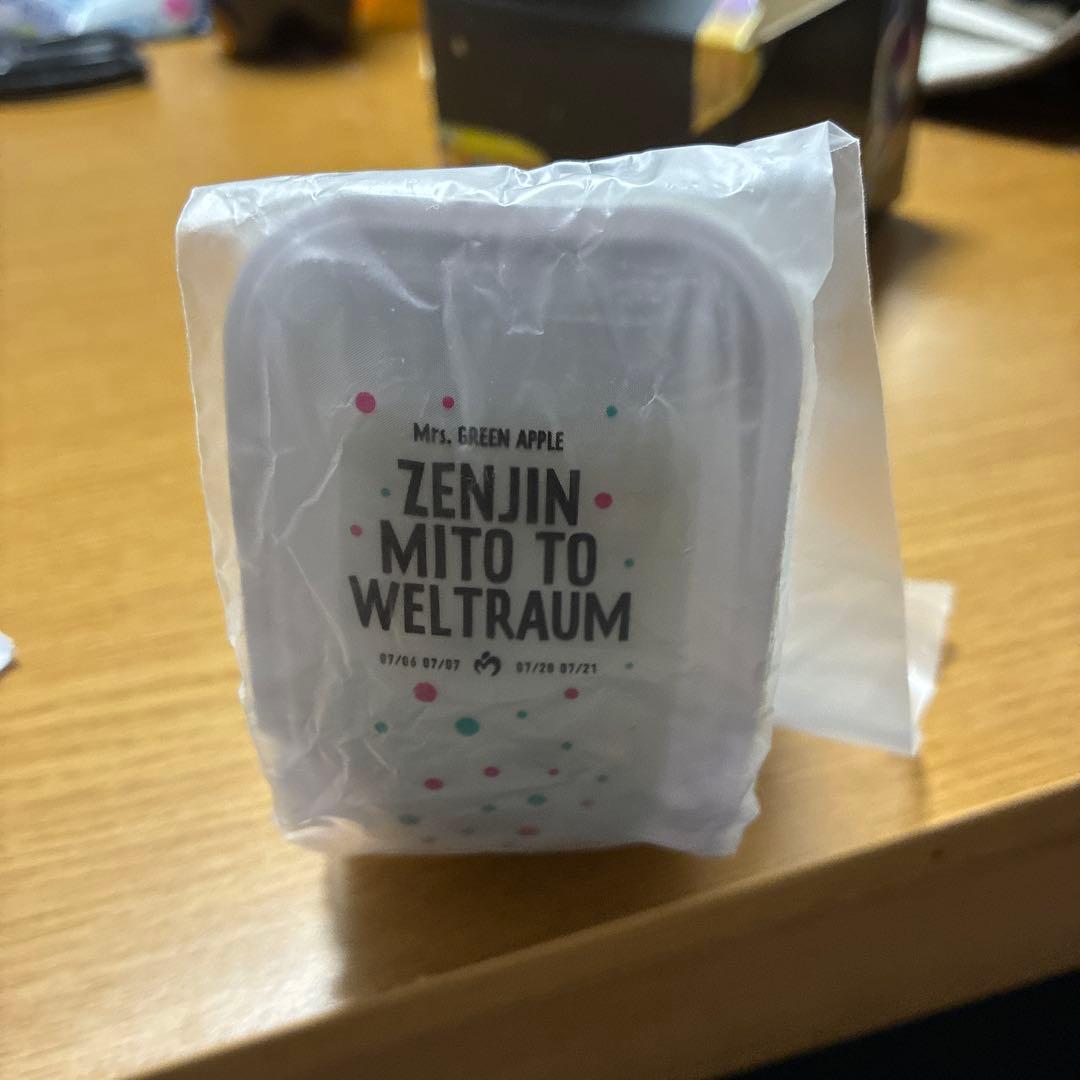 Mrs. GREEN APPLE
ZENJIN
MITO TO
WELTRAUM
07/06 07/07 07/20 07/21